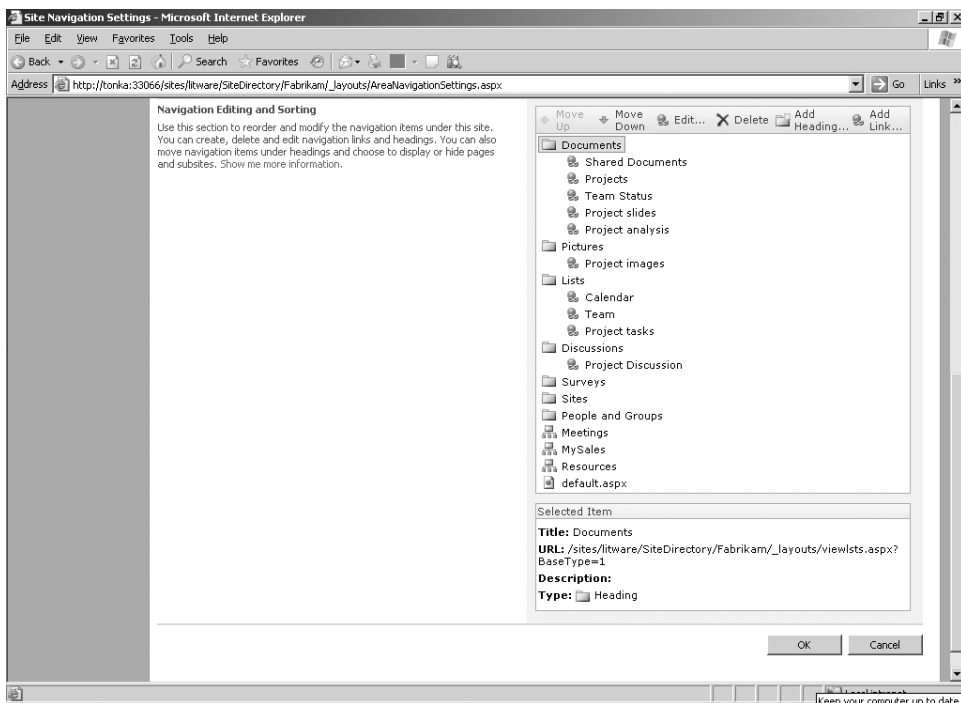 Site Navigation Settings - Microsoft Internet Explorer
File Edit View Favorites Tools Help
Back Search Favorites
Address http://tonka:33066/sites/litware/SiteDirectory/Fabrikam/_layouts/AreaNavigationSettings.aspx Go Links »
Navigation Editing and Sorting
Use this section to reorder and modify the navigation items under this site.
You can create, delete and edit navigation links and headings. You can also
move navigation items under headings and choose to display or hide pages
and subsites. Show me more information.
Move Up Move Down Edit... Delete Add Heading... Add Link...
Documents
Shared Documents
Projects
Team Status
Project slides
Project analysis
Pictures
Project images
Lists
Calendar
Team
Project tasks
Discussions
Project Discussion
Surveys
Sites
People and Groups
Meetings
MySales
Resources
default.aspx
Selected Item
Title: Documents
URL: /sites/litware/SiteDirectory/Fabrikam/_layouts/viewlsts.aspx?
BaseType=1
Description:
Type: Heading
OK Cancel
Local intranet
Keep your computer up to date